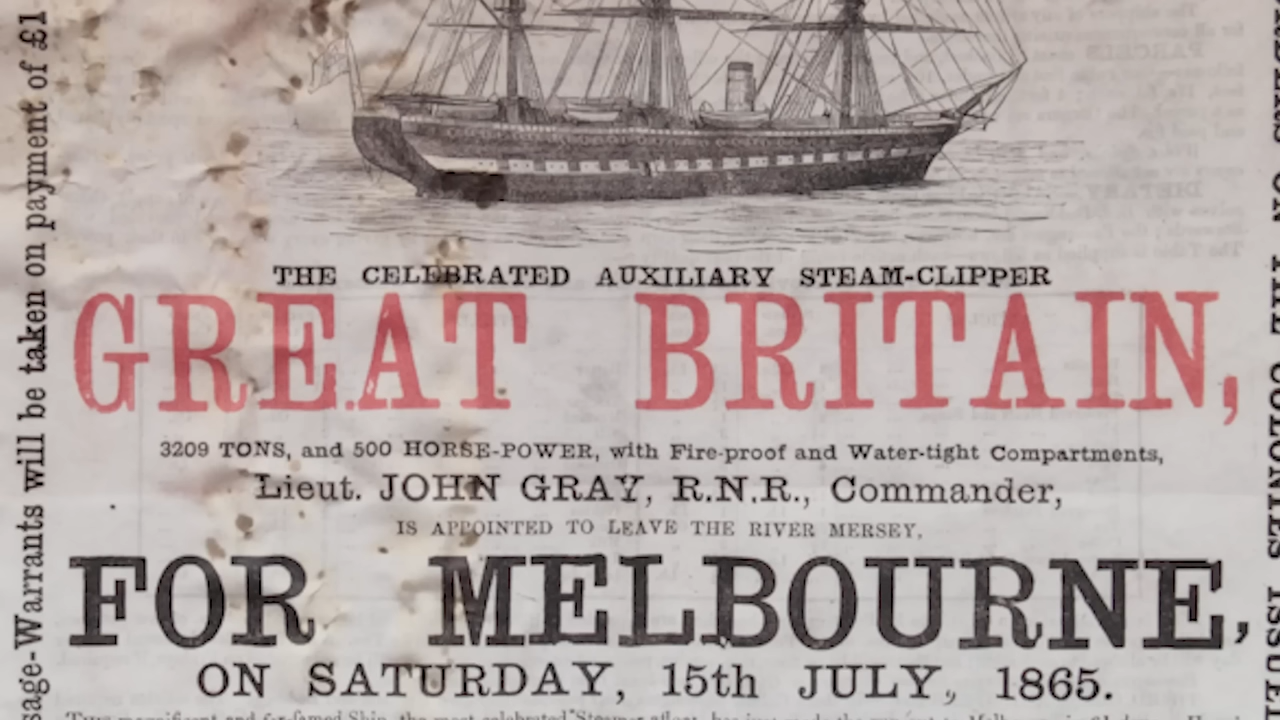 THE CELEBRATED AUXILIARY STEAM-CLIPPER
GREAT BRITAIN,
3209 TONS, and 500 HORSE-POWER, with Fire-proof and Water-tight Compartments,
Lieut. JOHN GRAY, R.N.R., Commander,
IS APPOINTED TO LEAVE THE RIVER MERSEY,
FOR MELBOURNE,
ON SATURDAY, 15th JULY, 1865.
sage-Warrants will be taken on payment of £1
COLONIES